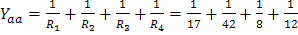 Y_aa = 1/R_1 + 1/R_2 + 1/R_3 + 1/R_4 = 1/17 + 1/42 + 1/8 + 1/12